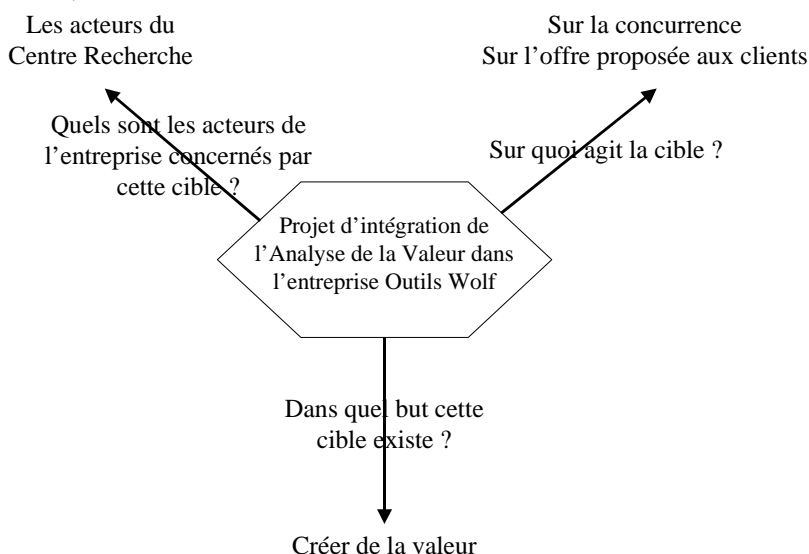 Les acteurs du
Centre Recherche
Sur la concurrence
Sur l’offre proposée aux clients
Quels sont les acteurs de
l’entreprise concernés par
cette cible ?
Sur quoi agit la cible ?
Projet d’intégration de
l’Analyse de la Valeur dans
l’entreprise Outils Wolf
Dans quel but cette
cible existe ?
Créer de la valeur